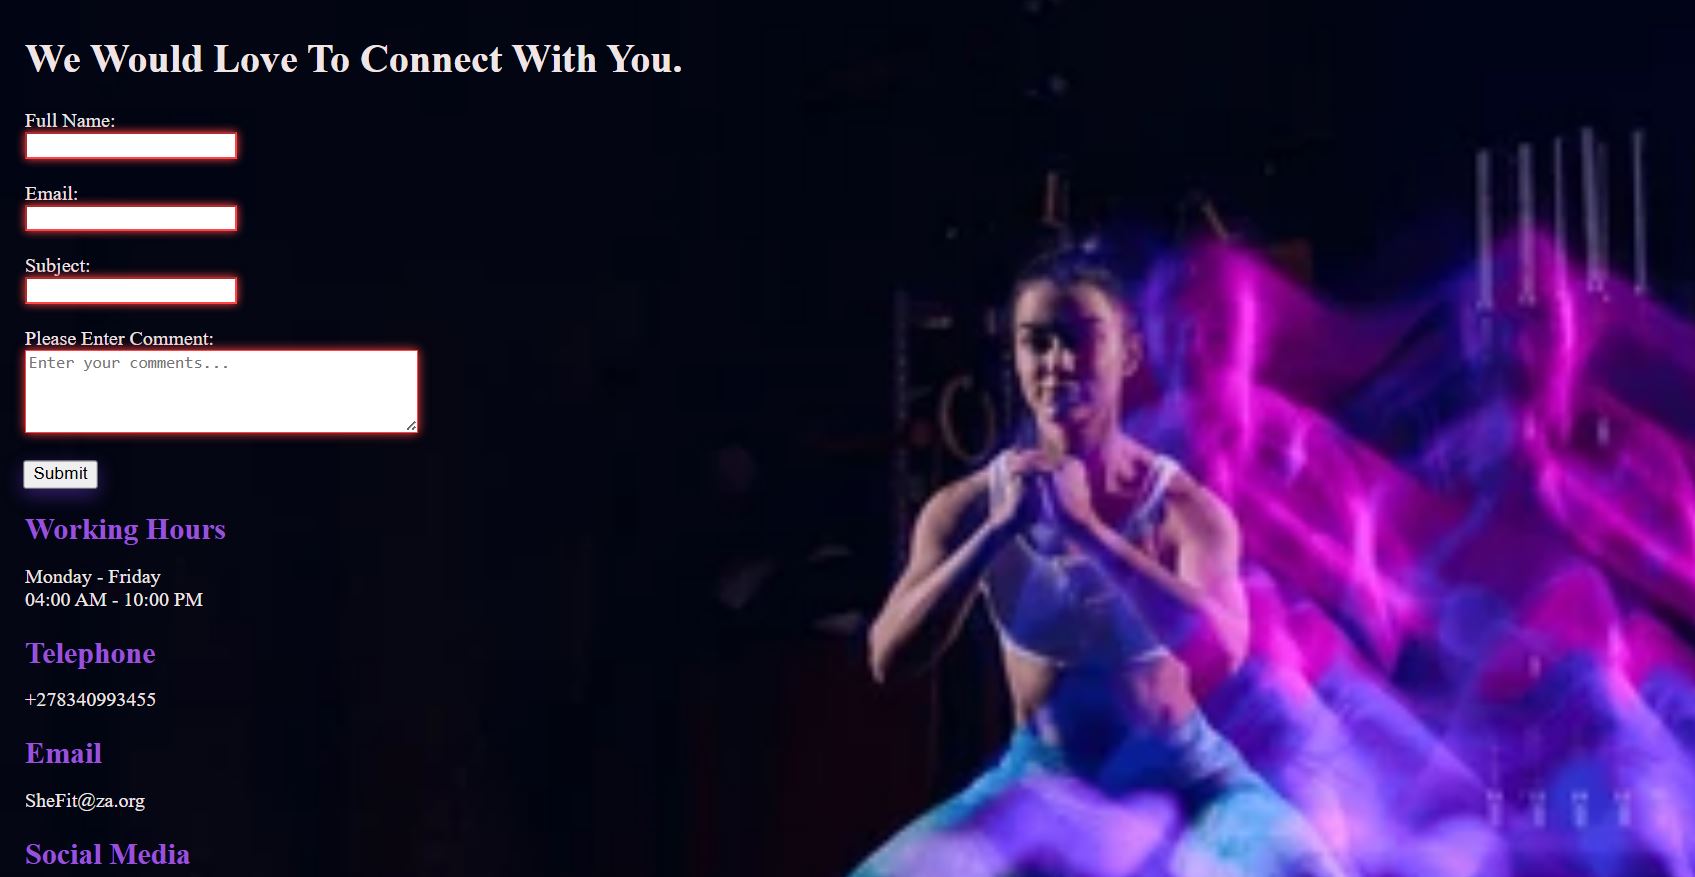 We Would Love To Connect With You.
Full Name:
Email:
Subject:
Please Enter Comment:
Enter your comments...
Submit
Working Hours
Monday - Friday
04:00 AM - 10:00 PM
Telephone
+278340993455
Email
SheFit@za.org
Social Media